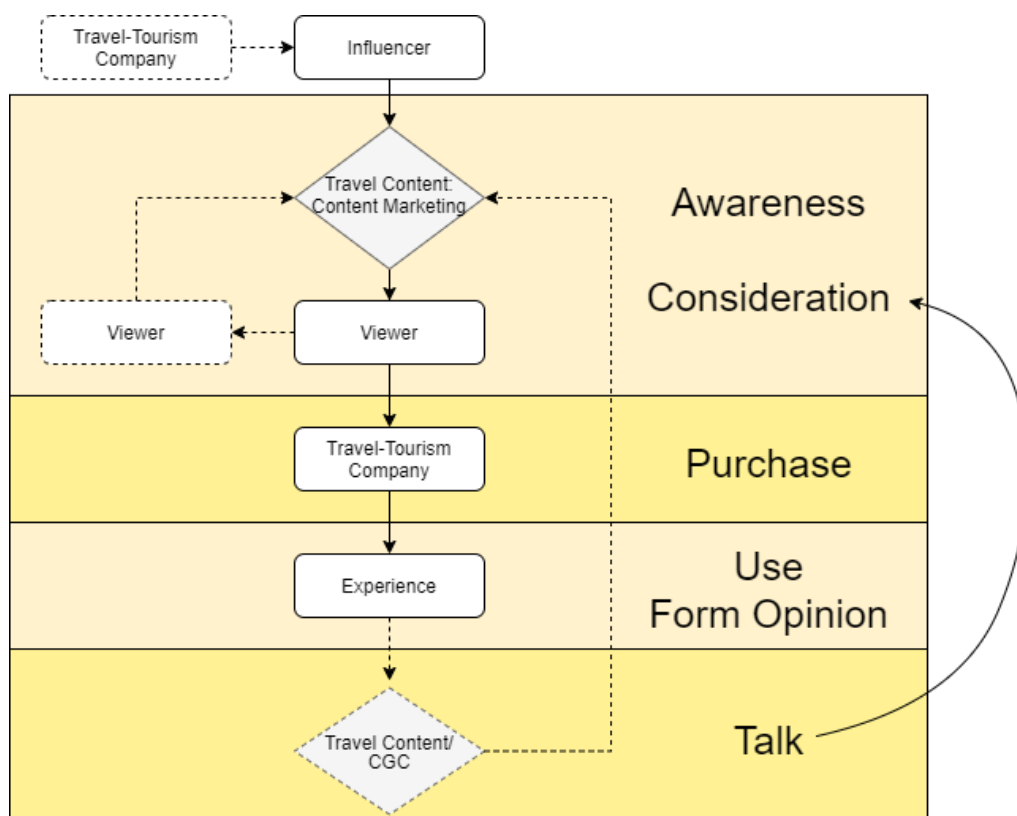 Travel-Tourism
Company
Influencer
Travel Content:
Content Marketing
Awareness
Consideration
Viewer
Viewer
Travel-Tourism
Company
Purchase
Experience
Use
Form Opinion
Travel Content/
CGC
Talk